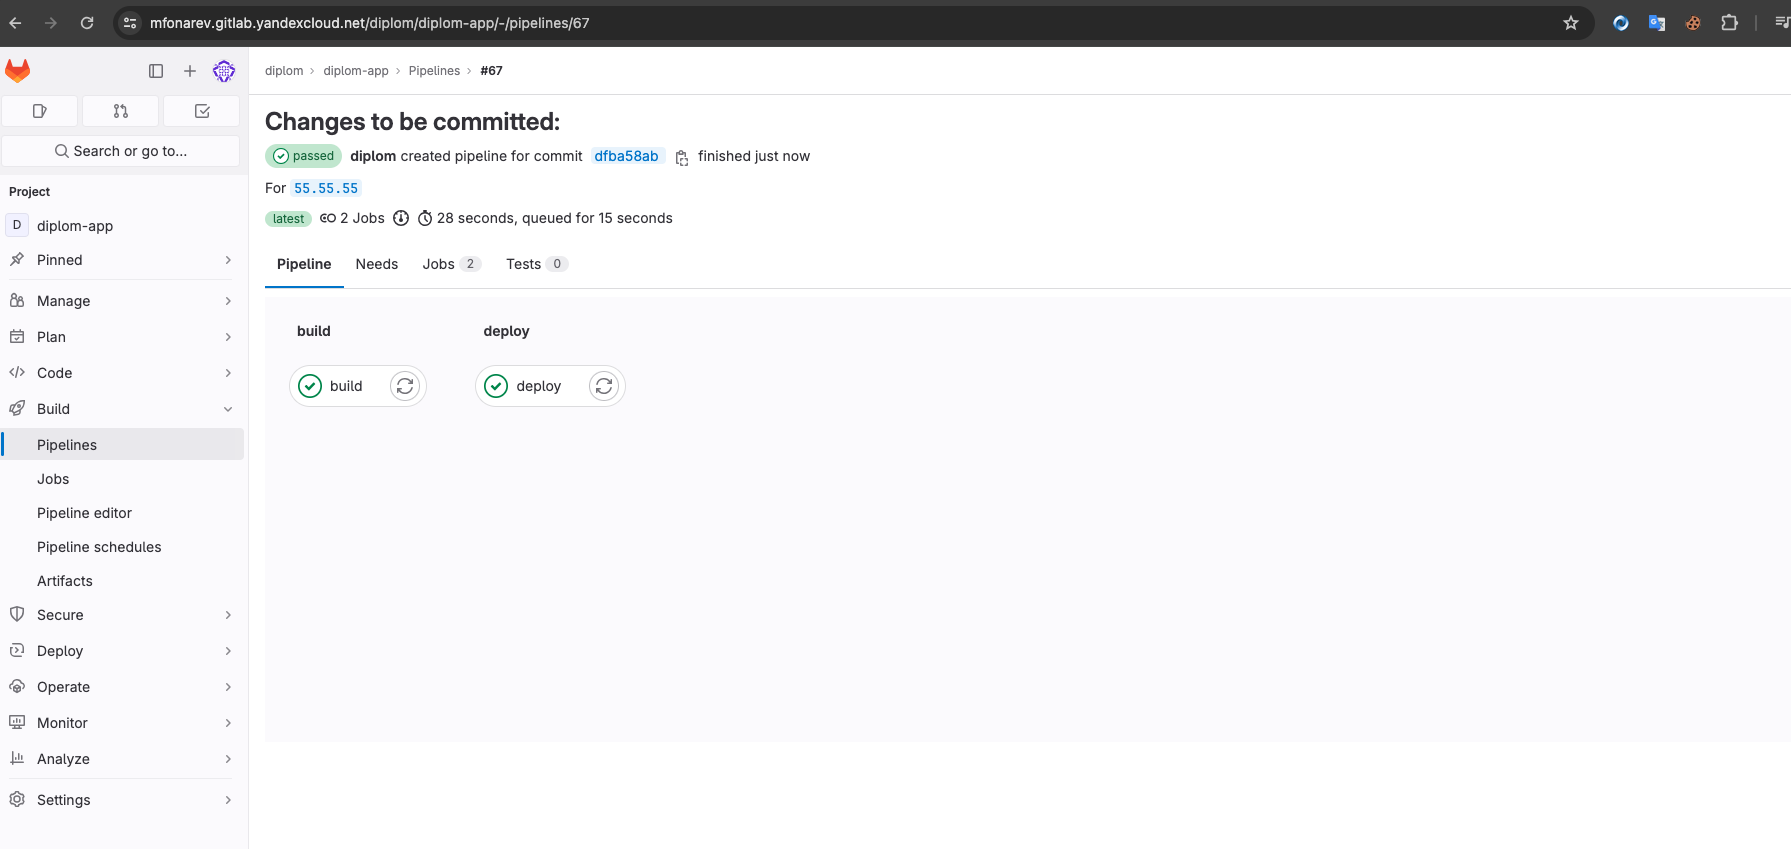 mfonarev.gitlab.yandexcloud.net/diplom/diplom-app/-/pipelines/67
diplom › diplom-app › Pipelines › #67
Search or go to...
Project
D diplom-app
Pinned
Manage
Plan
Code
Build
Pipelines
Jobs
Pipeline editor
Pipeline schedules
Artifacts
Secure
Deploy
Operate
Monitor
Analyze
Settings
Changes to be committed:
passed diplom created pipeline for commit dfba58ab finished just now
For 55.55.55
latest 2 Jobs 28 seconds, queued for 15 seconds
Pipeline Needs Jobs 2 Tests 0
build deploy
build deploy